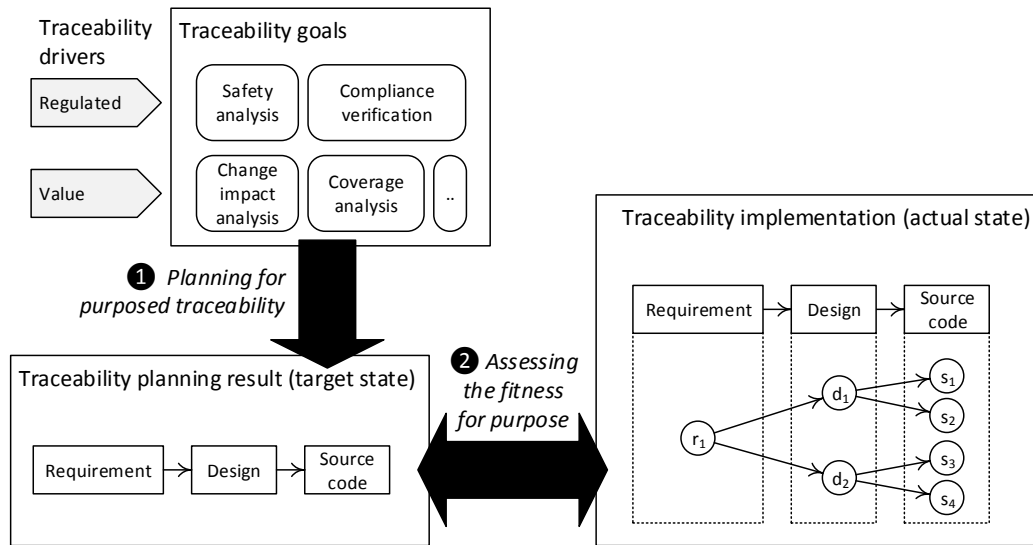 Traceability
drivers
Regulated
Value
Traceability goals
Safety
analysis
Compliance
verification
Change
impact
analysis
Coverage
analysis
..
❶ Planning for
purposed traceability
Traceability planning result (target state)
Requirement
Design
Source
code
❷ Assessing
the fitness
for purpose
Traceability implementation (actual state)
Requirement
Design
Source
code
r₁
d₁
d₂
s₁
s₂
s₃
s₄